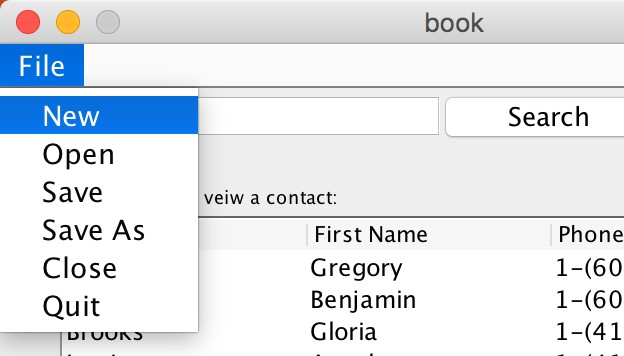 book
File
New
Search
Open
Save
veiw a contact:
Save As
First Name Phone
Close
Gregory 1-(60
Benjamin 1-(60
Quit
Brooks Gloria 1-(41